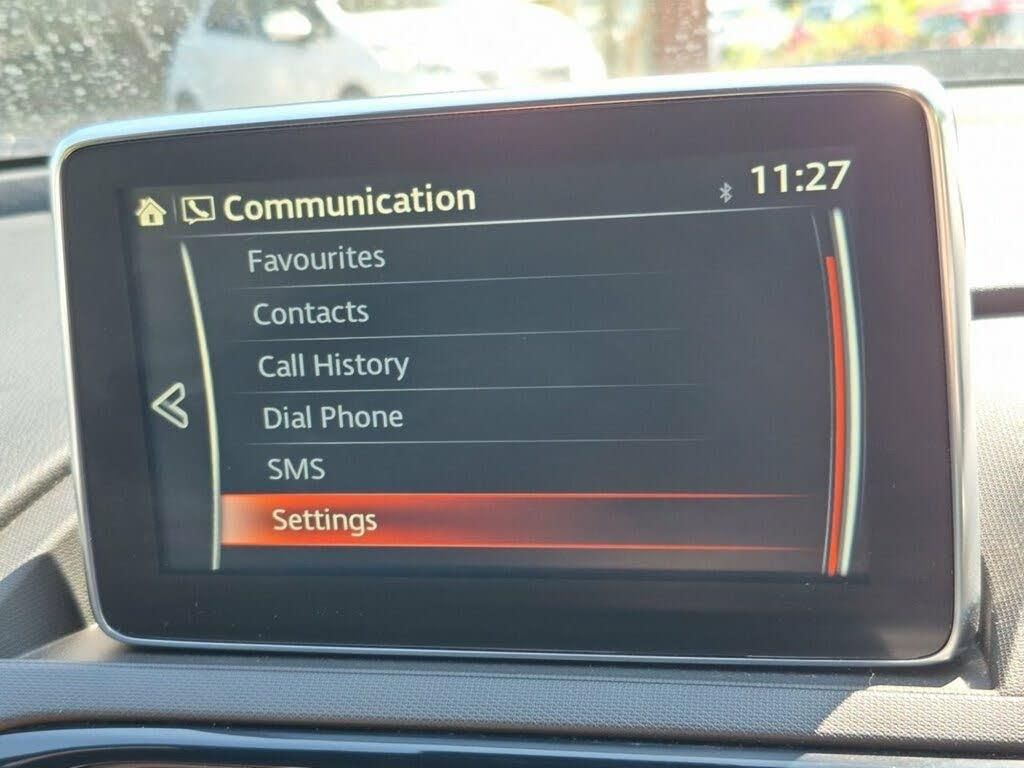 Communication 11:27
Favourites
Contacts
Call History
Dial Phone
SMS
Settings